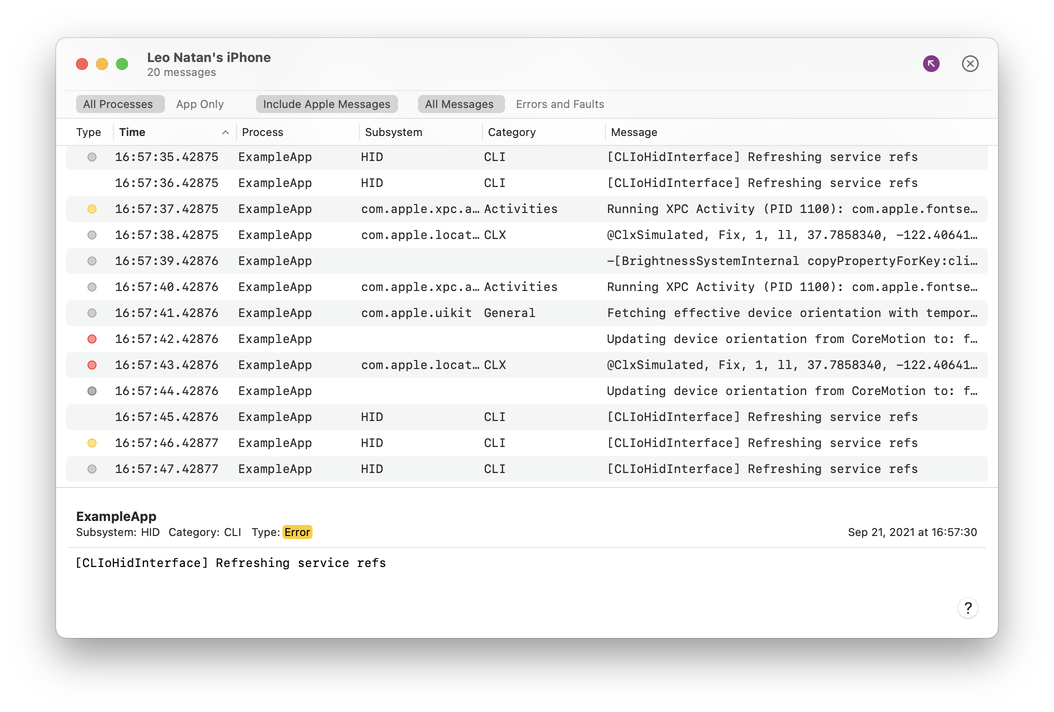 Leo Natan's iPhone
20 messages
All Processes App Only Include Apple Messages All Messages Errors and Faults
Type Time Process Subsystem Category Message
16:57:35.42875 ExampleApp HID CLI [CLIoHidInterface] Refreshing service refs
16:57:36.42875 ExampleApp HID CLI [CLIoHidInterface] Refreshing service refs
16:57:37.42875 ExampleApp com.apple.xpc.a… Activities Running XPC Activity (PID 1100): com.apple.fontse…
16:57:38.42875 ExampleApp com.apple.locat… CLX @ClxSimulated, Fix, 1, ll, 37.7858340, -122.40641…
16:57:39.42876 ExampleApp -[BrightnessSystemInternal copyPropertyForKey:cli…
16:57:40.42876 ExampleApp com.apple.xpc.a… Activities Running XPC Activity (PID 1100): com.apple.fontse…
16:57:41.42876 ExampleApp com.apple.uikit General Fetching effective device orientation with tempor…
16:57:42.42876 ExampleApp Updating device orientation from CoreMotion to: f…
16:57:43.42876 ExampleApp com.apple.locat… CLX @ClxSimulated, Fix, 1, ll, 37.7858340, -122.40641…
16:57:44.42876 ExampleApp Updating device orientation from CoreMotion to: f…
16:57:45.42876 ExampleApp HID CLI [CLIoHidInterface] Refreshing service refs
16:57:46.42877 ExampleApp HID CLI [CLIoHidInterface] Refreshing service refs
16:57:47.42877 ExampleApp HID CLI [CLIoHidInterface] Refreshing service refs
ExampleApp
Subsystem: HID Category: CLI Type: Error Sep 21, 2021 at 16:57:30
[CLIoHidInterface] Refreshing service refs
?